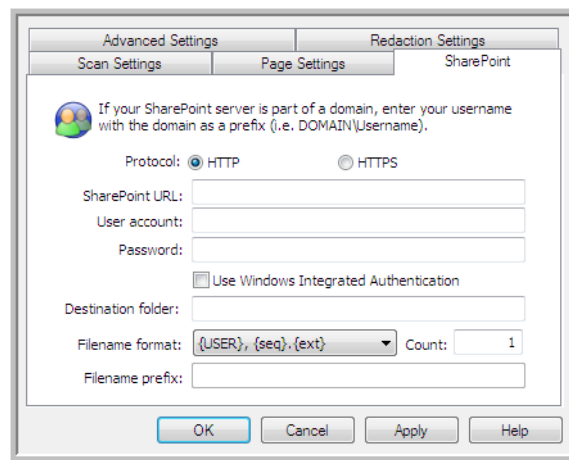 Advanced Settings Redaction Settings
Scan Settings Page Settings SharePoint
If your SharePoint server is part of a domain, enter your username
with the domain as a prefix (i.e. DOMAIN\Username).
Protocol: HTTP HTTPS
SharePoint URL:
User account:
Password:
Use Windows Integrated Authentication
Destination folder:
Filename format: {USER}, {seq}.{ext} Count: 1
Filename prefix:
OK Cancel Apply Help